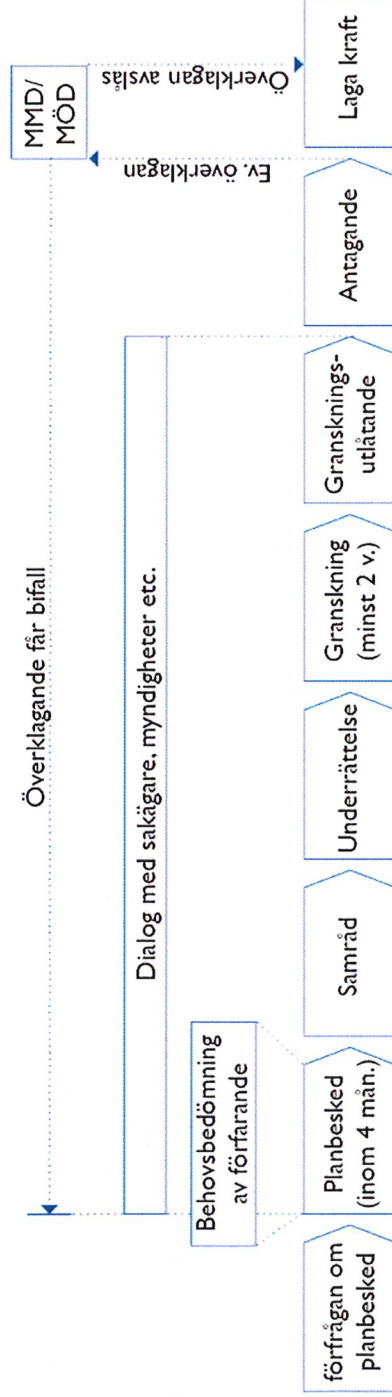 Överklagande får bifall
MMD/
MÖD
Dialog med sakägare, myndigheter etc.
Ev. överklagan
Överklagan avslås
Behovsbedömning
av förfarande
förfrågan om
planbesked
Planbesked
(inom 4 mån.)
Samråd
Underrättelse
Granskning
(minst 2 v.)
Gransknings-
utlåtande
Antagande
Laga kraft